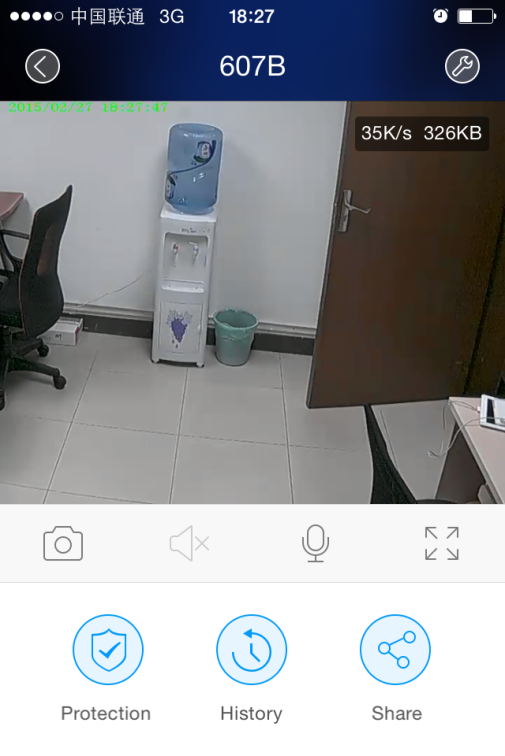 中国联通 3G 18:27
607B
2015/02/27 18:27:47
35K/s 326KB
Protection History Share